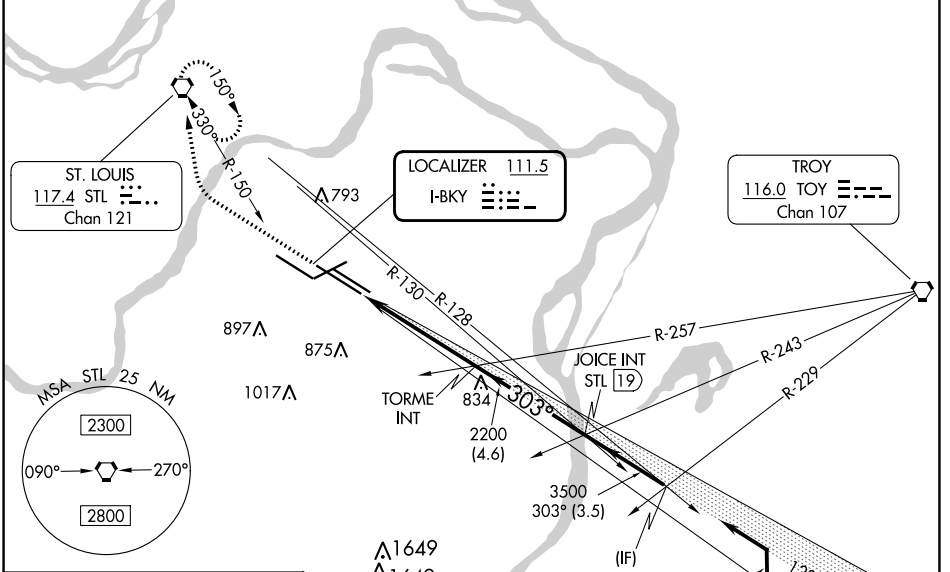 150°
330°
R-150
ST. LOUIS
117.4 STL
Chan 121
793
LOCALIZER 111.5
I-BKY
TROY
116.0 TOY
Chan 107
R-130
R-128
R-257
R-243
R-229
897
875
1017
JOICE INT
STL 19
TORME
INT
834
303°
2200
(4.6)
3500
303° (3.5)
(IF)
MSA STL 25 NM
2300
090°
270°
2800
1649